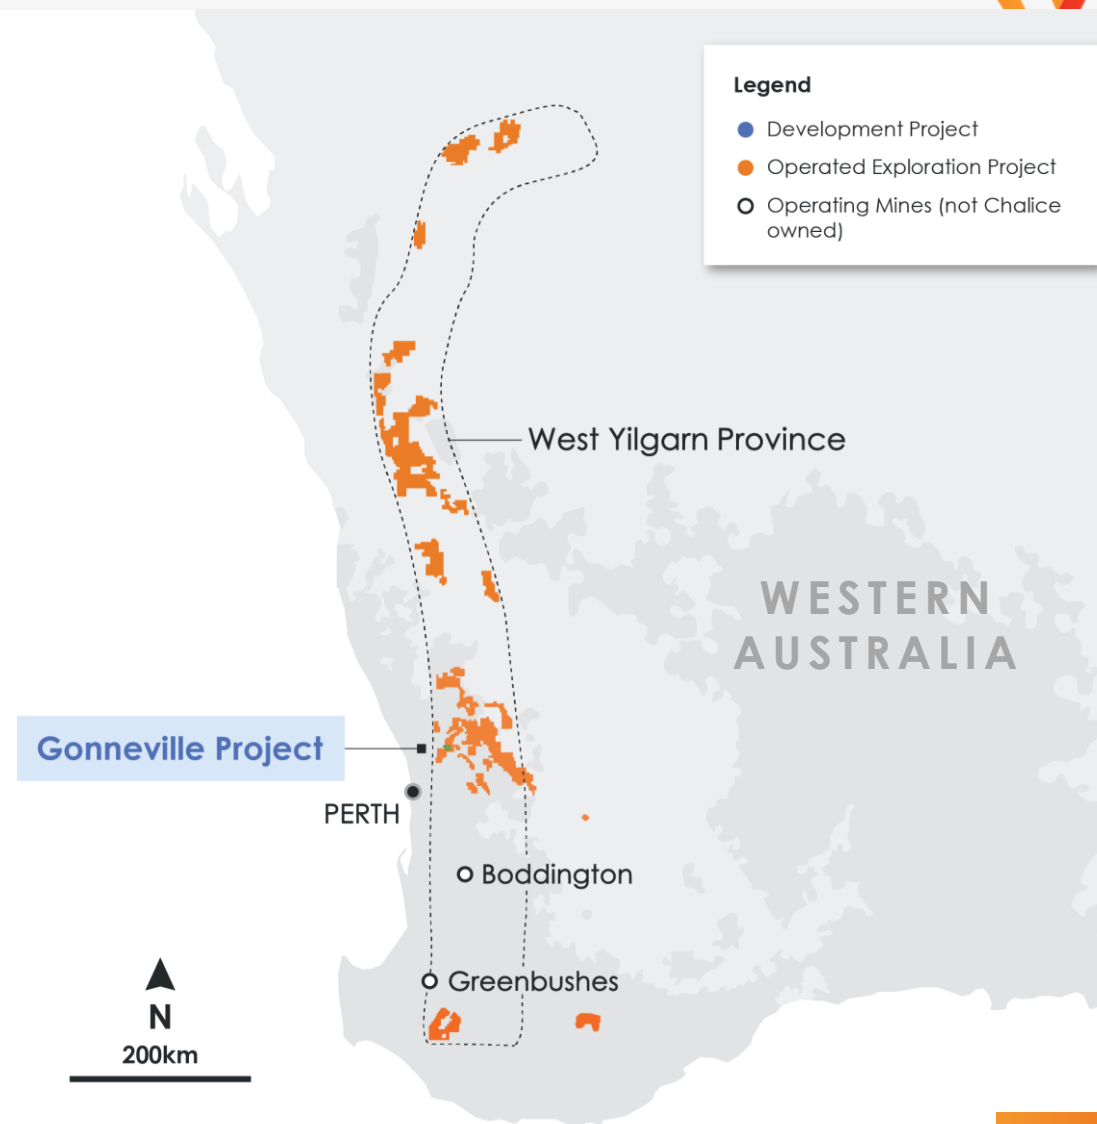 Legend
Development Project
Operated Exploration Project
Operating Mines (not Chalice
owned)
West Yilgarn Province
WESTERN
AUSTRALIA
Gonneville Project
PERTH
Boddington
Greenbushes
N
200km